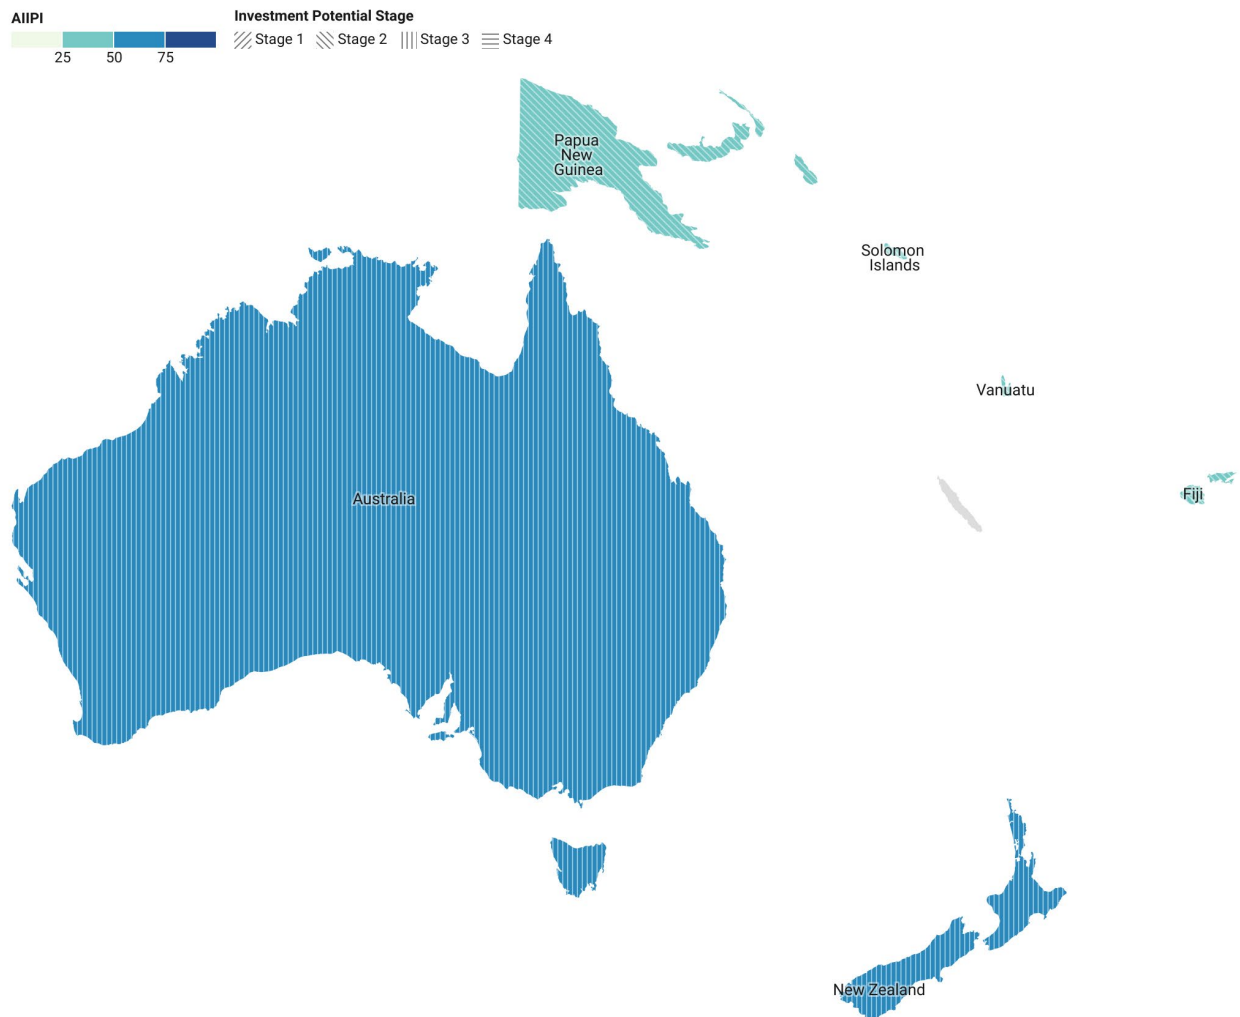 AIIPI
Investment Potential Stage
Stage 1 Stage 2 Stage 3 Stage 4
25 50 75
Papua
New
Guinea
Solomon
Islands
Vanuatu
Fiji
Australia
New Zealand